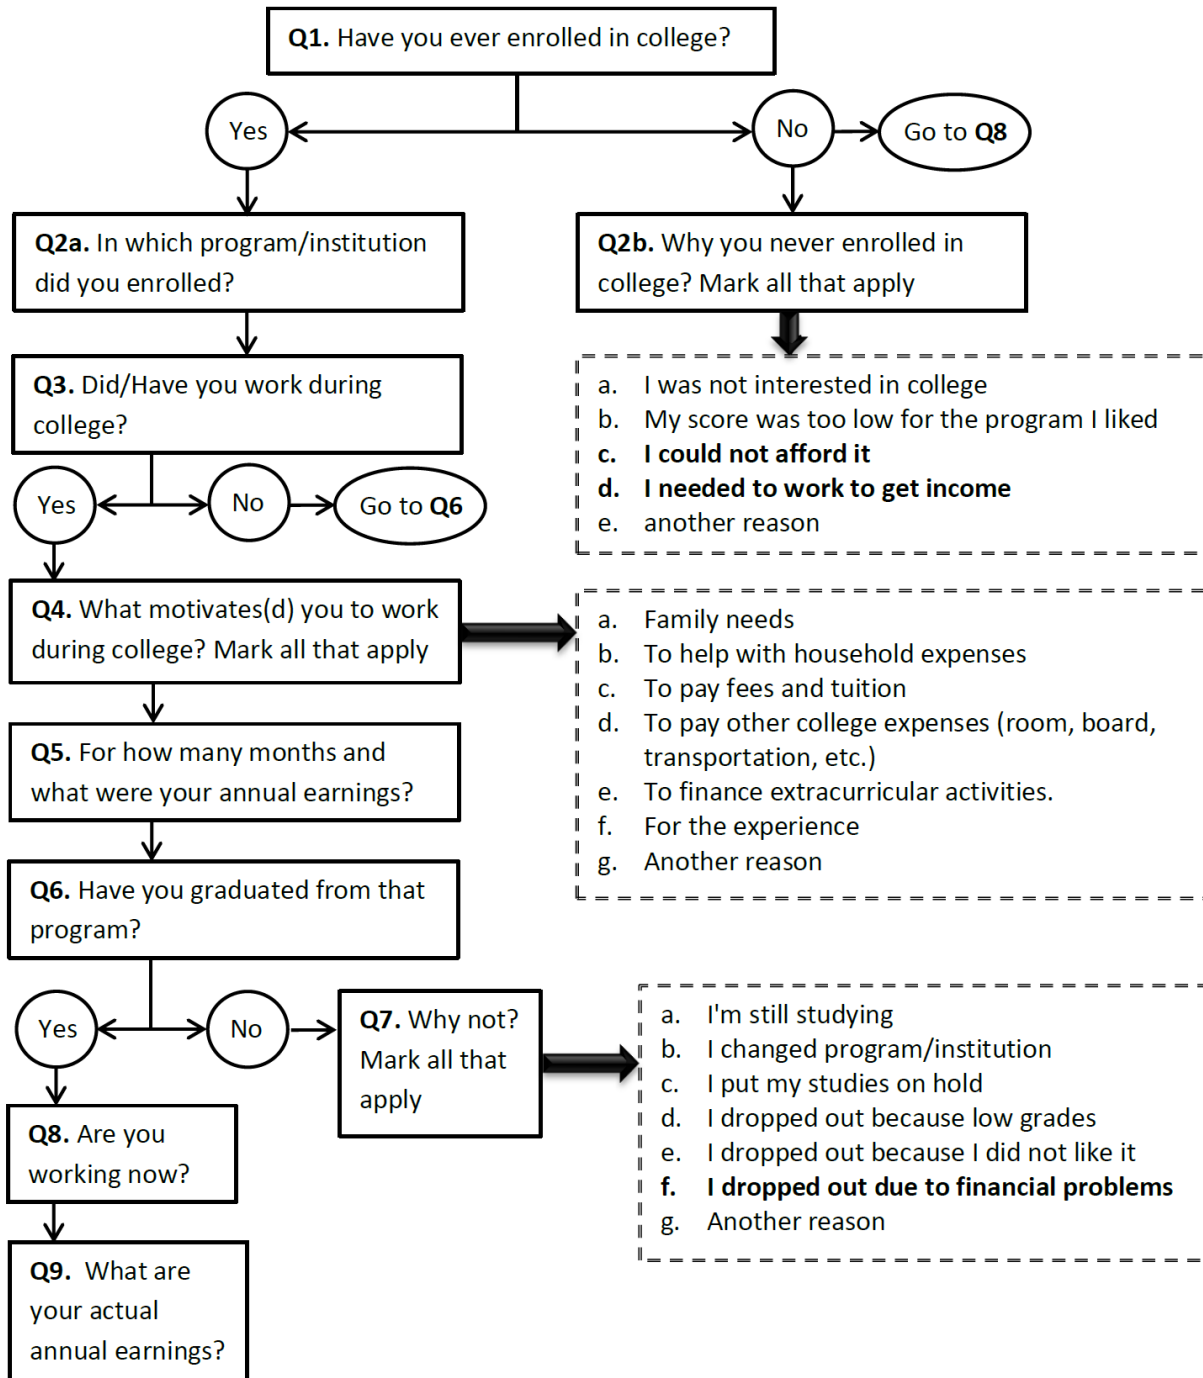 Q1. Have you ever enrolled in college?
Yes
No
Go to Q8
Q2a. In which program/institution
did you enrolled?
Q2b. Why you never enrolled in
college? Mark all that apply
a. I was not interested in college
b. My score was too low for the program I liked
c. I could not afford it
d. I needed to work to get income
e. another reason
Q3. Did/Have you work during
college?
Yes
No
Go to Q6
Q4. What motivates(d) you to work
during college? Mark all that apply
a. Family needs
b. To help with household expenses
c. To pay fees and tuition
d. To pay other college expenses (room, board,
transportation, etc.)
e. To finance extracurricular activities.
f. For the experience
g. Another reason
Q5. For how many months and
what were your annual earnings?
Q6. Have you graduated from that
program?
Yes
No
Q7. Why not?
Mark all that
apply
a. I'm still studying
b. I changed program/institution
c. I put my studies on hold
d. I dropped out because low grades
e. I dropped out because I did not like it
f. I dropped out due to financial problems
g. Another reason
Q8. Are you
working now?
Q9. What are
your actual
annual earnings?